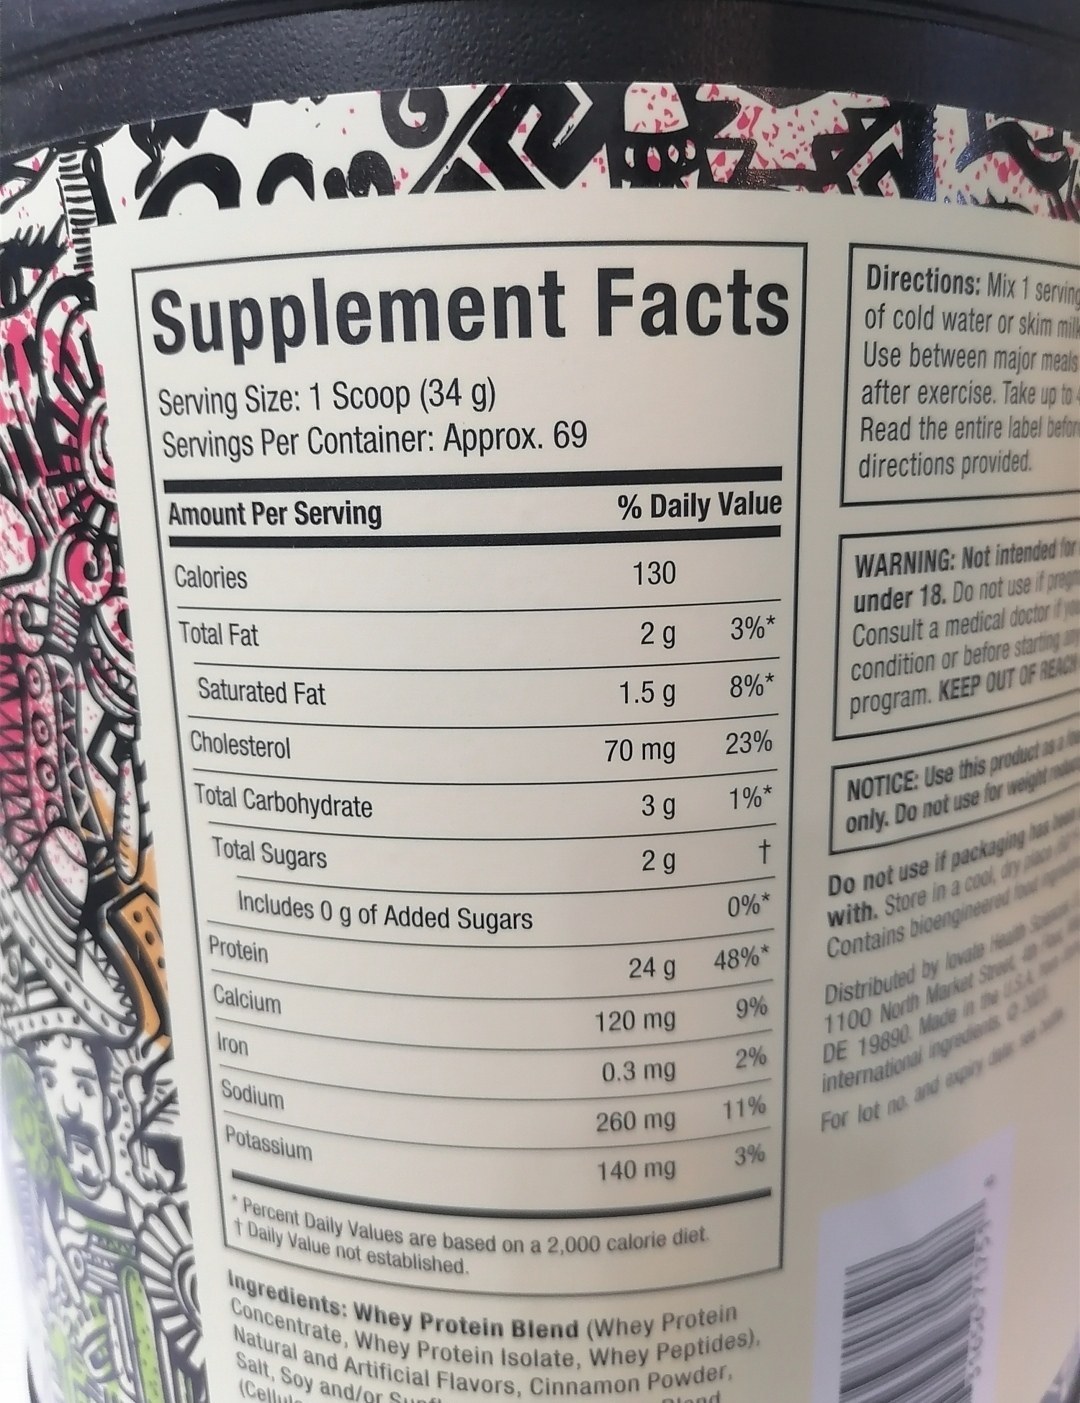 Supplement Facts
Serving Size: 1 Scoop (34 g)
Servings Per Container: Approx. 69
Amount Per Serving % Daily Value
Calories 130
Total Fat 2 g 3%*
Saturated Fat 1.5 g 8%*
Cholesterol 70 mg 23%
Total Carbohydrate 3 g 1%*
Total Sugars 2 g †
Includes 0 g of Added Sugars 0%*
Protein 24 g 48%*
Calcium 120 mg 9%
Iron 0.3 mg 2%
Sodium 260 mg 11%
Potassium 140 mg 3%
* Percent Daily Values are based on a 2,000 calorie diet.
† Daily Value not established.
Ingredients: Whey Protein Blend (Whey Protein
Concentrate, Whey Protein Isolate, Whey Peptides),
Natural and Artificial Flavors, Cinnamon Powder,
Salt, Soy and/or
Directions: Mix 1 serving
of cold water or skim milk
Use between major meals
after exercise. Take up to
Read the entire label before
directions provided.
WARNING: Not intended for
under 18. Do not use if
Consult a medical doctor if you
condition or before starting any
program. KEEP OUT OF REACH
NOTICE: Use this product as a
only. Do not use for weight
Do not use if packaging has been
with. Store in a cool, dry place
Contains bioengineered food
Distributed by Iovate Health Sciences
1100 North Market Street,
DE 19890. Made in the U.S.A.
international ingredients. ©
For lot no. and expiry date: see